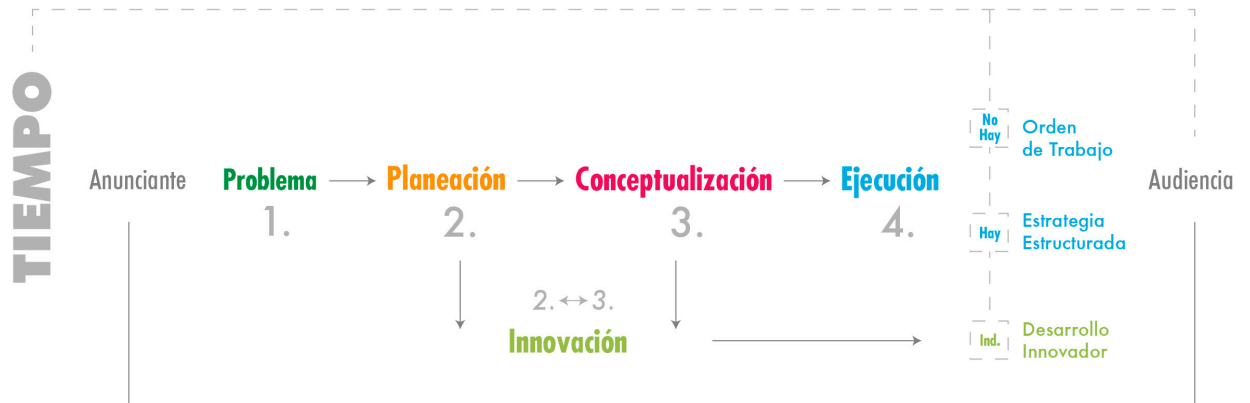 TIEMPO
Anunciante
Problema
1.
Planeación
2.
Conceptualización
3.
Ejecución
4.
No
Hay
Orden
de Trabajo
Hay
Estrategia
Estructurada
Audiencia
2. ↔ 3.
Innovación
Ind.
Desarrollo
Innovador